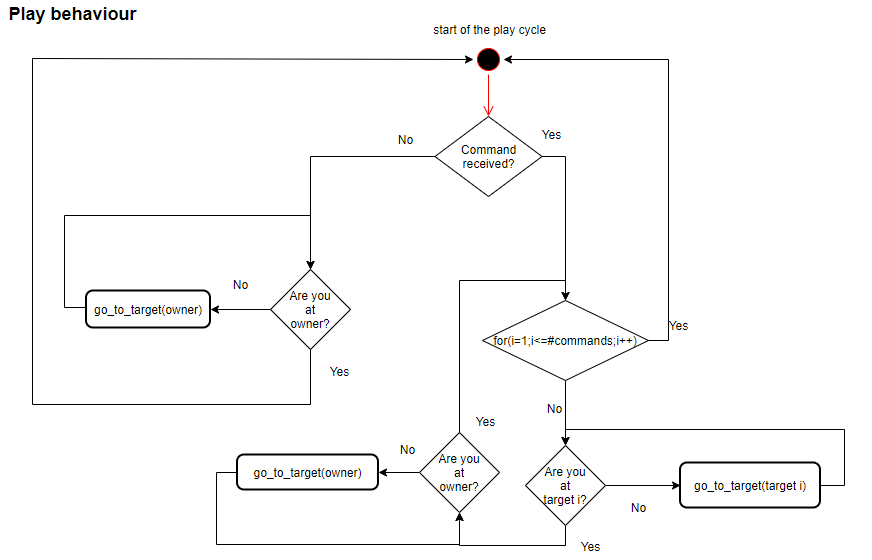 Play behaviour
start of the play cycle
No
Yes
Command
received?
No
Are you
at
owner?
go_to_target(owner)
Yes
for(i=1;i<=#commands;i++)
Yes
No
Yes
No
Are you
at
owner?
go_to_target(owner)
Are you
at
target i?
go_to_target(target i)
No
Yes